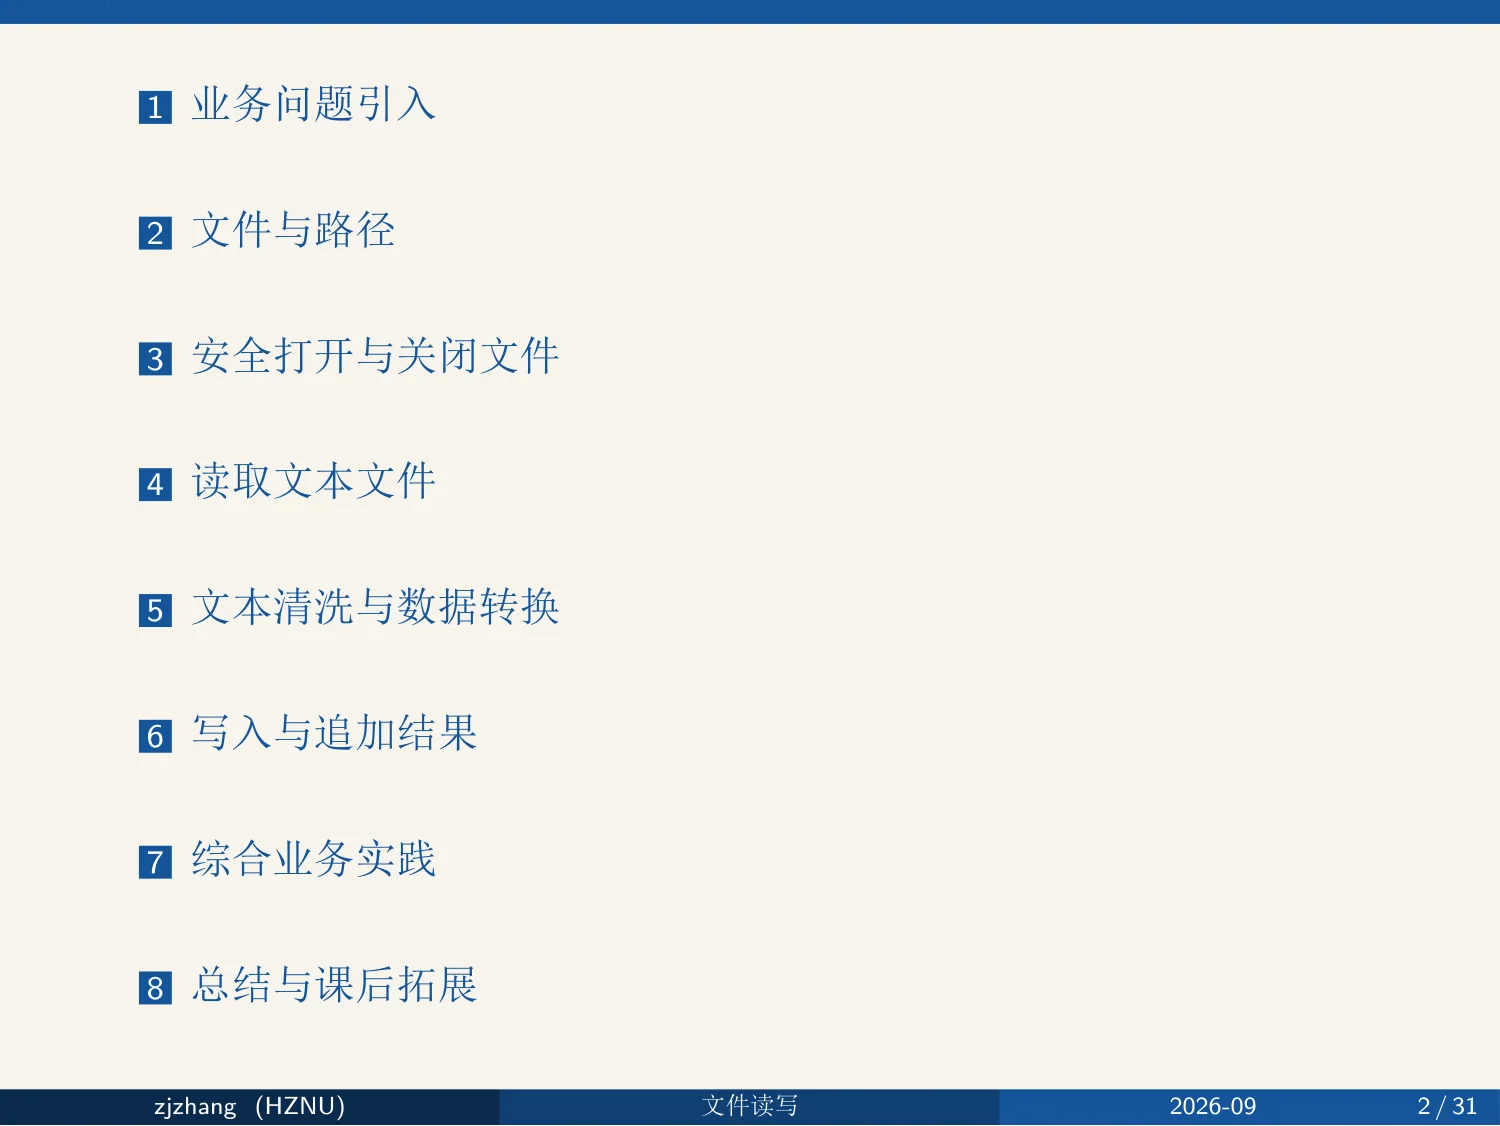 1 业务问题引入
2 文件与路径
3 安全打开与关闭文件
4 读取文本文件
5 文本清洗与数据转换
6 写入与追加结果
7 综合业务实践
8 总结与课后拓展
zjzhang (HZNU) 文件读写 2026-09 2 / 31